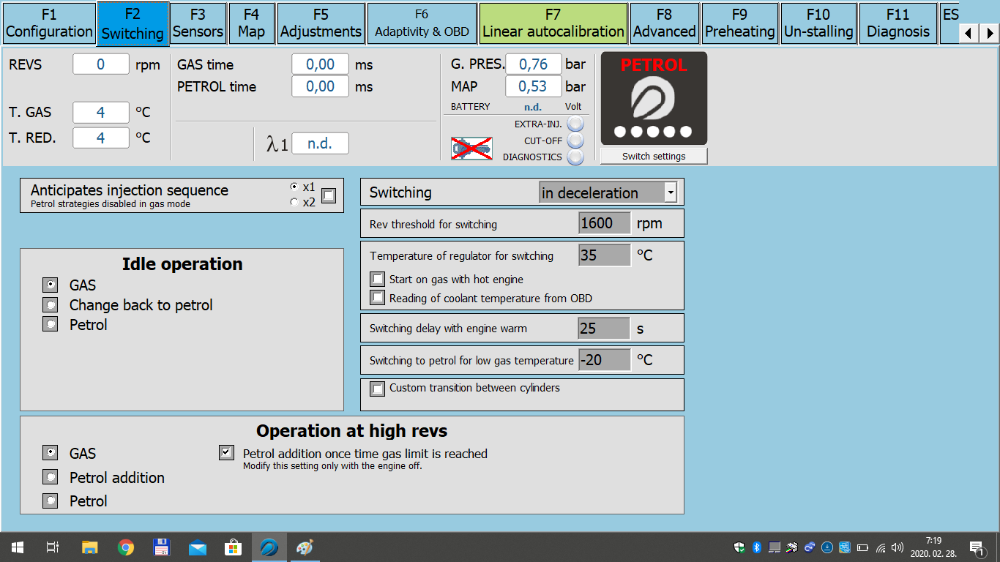 F1
Configuration
F2
Switching
F3
Sensors
F4
Map
F5
Adjustments
F6
Adaptivity & OBD
F7
Linear autocalibration
F8
Advanced
F9
Preheating
F10
Un-stalling
F11
Diagnosis
ES
REVS 0 rpm
T. GAS 4 °C
T. RED. 4 °C
GAS time 0,00 ms
PETROL time 0,00 ms
λ1 n.d.
G. PRES. 0,76 bar
MAP 0,53 bar
BATTERY n.d. Volt
EXTRA-INJ.
CUT-OFF
DIAGNOSTICS
PETROL
Switch settings
Anticipates injection sequence
Petrol strategies disabled in gas mode
x1
x2
Idle operation
GAS
Change back to petrol
Petrol
Switching in deceleration
Rev threshold for switching 1600 rpm
Temperature of regulator for switching 35 °C
Start on gas with hot engine
Reading of coolant temperature from OBD
Switching delay with engine warm 25 s
Switching to petrol for low gas temperature -20 °C
Custom transition between cylinders
Operation at high revs
GAS
Petrol addition
Petrol
Petrol addition once time gas limit is reached
Modify this setting only with the engine off.
7:19
2020. 02. 28.
1